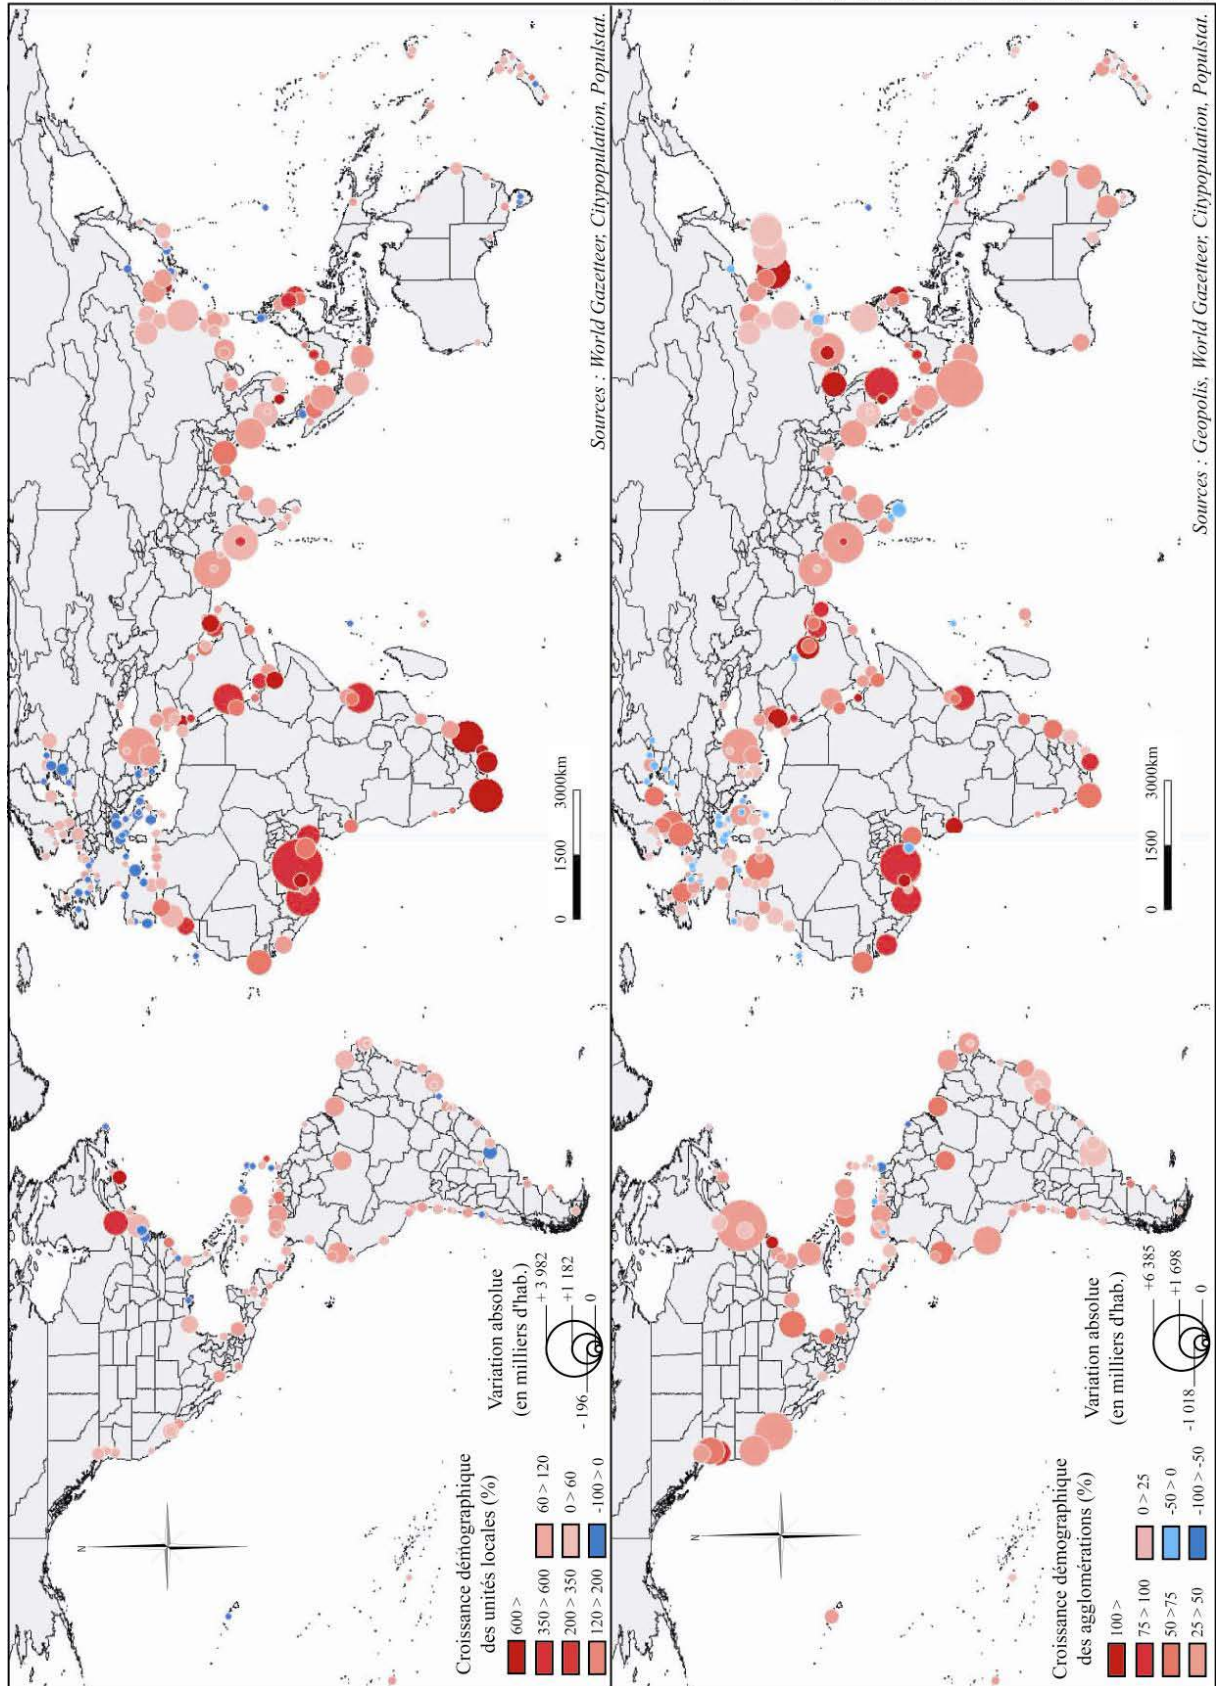 Sources : World Gazetteer, Citypopulation, Populstat.
0 1500 3000km
Variation absolue
(en milliers d'hab.)
+3 982
+1 182
0
- 196
Croissance démographique
des unités locales (%)
600 >
350 > 600
200 > 350
120 > 200
60 > 120
0 > 60
-100 > 0
N
Sources : Geopolis, World Gazetteer, Citypopulation, Populstat.
0 1500 3000km
Variation absolue
(en milliers d'hab.)
+6 385
+1 698
0
-1 018
Croissance démographique
des agglomérations (%)
100 >
75 > 100
50 >75
25 > 50
0 > 25
-50 > 0
-100 > -50
N